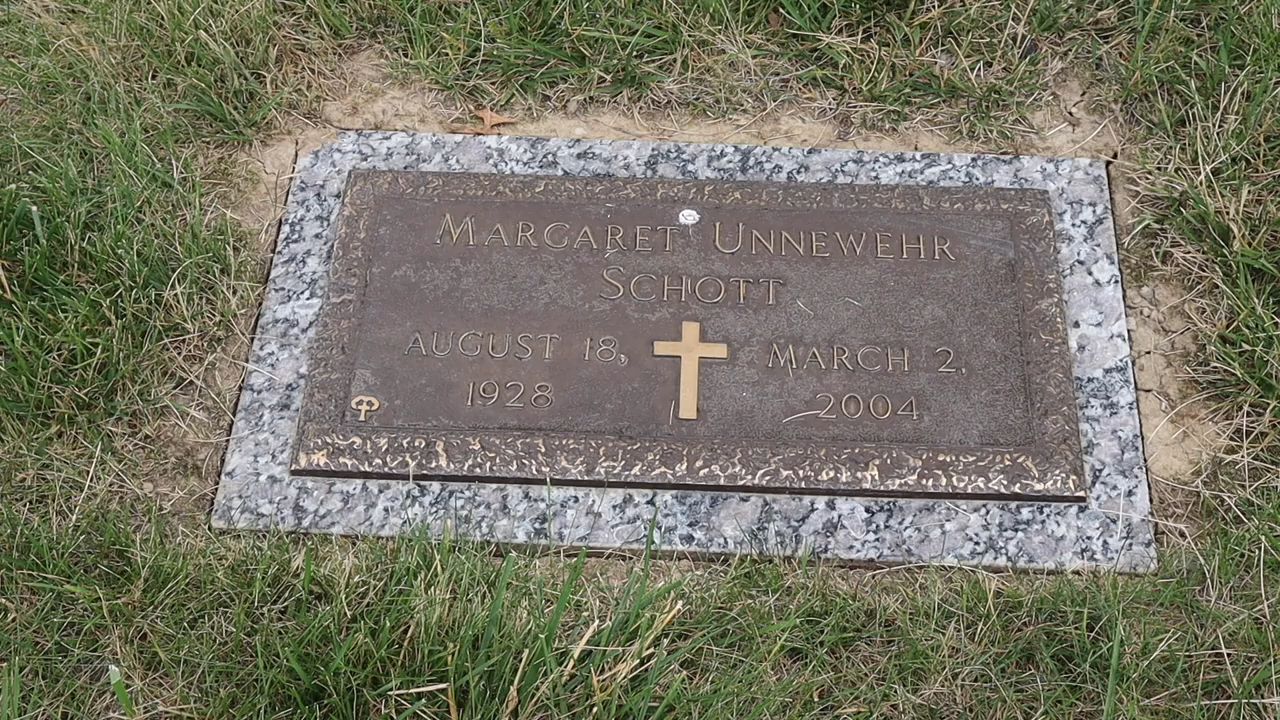 MARGARET UNNEWEHR
SCHOTT
AUGUST 18,
1928
MARCH 2,
2004